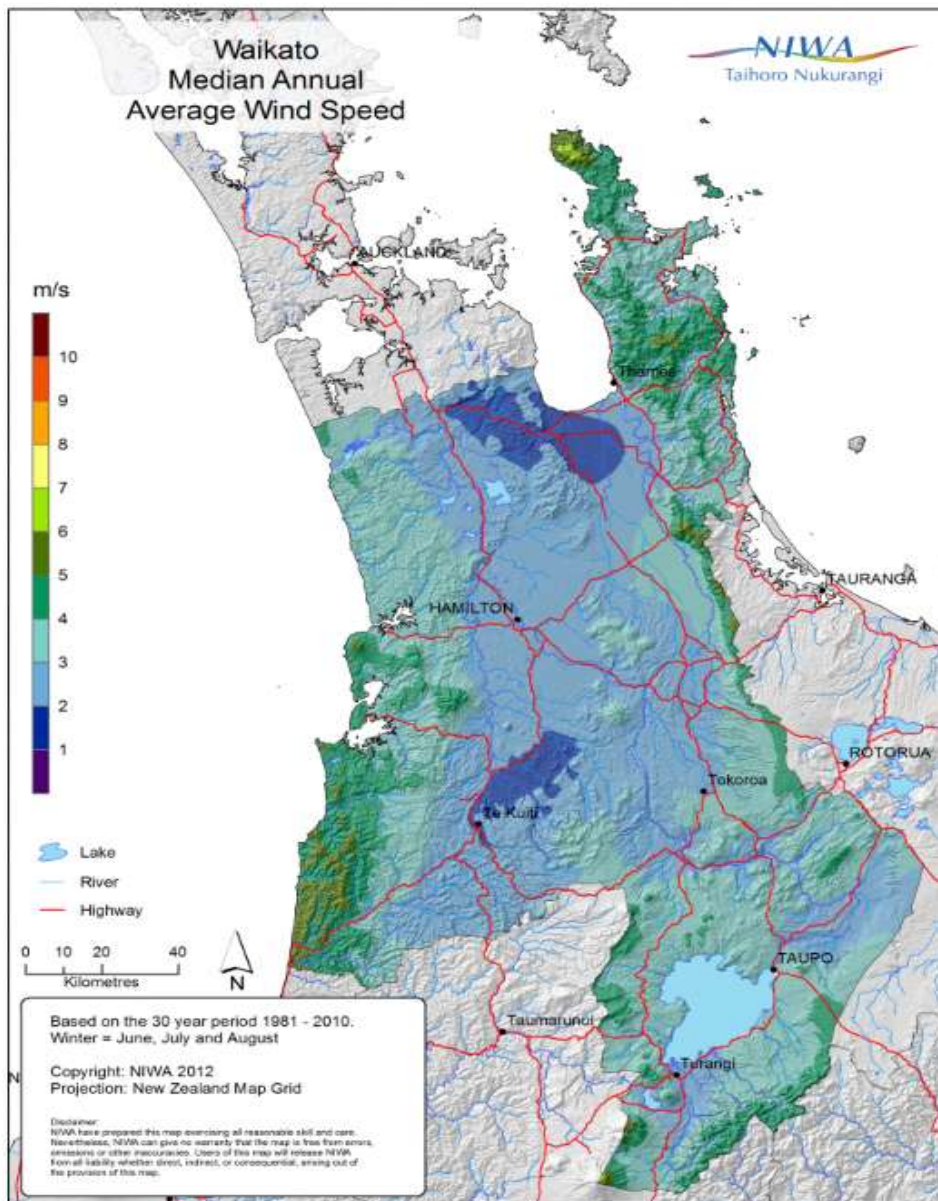 Waikato
Median Annual
Average Wind Speed
NIWA
Taihoro Nukurangi
AUCKLAND
m/s
10
9
8
7
6
5
4
3
2
1
Thames
TAURANGA
HAMILTON
ROTORUA
Tokoroa
Te Kuiti
Lake
River
Highway
0 10 20 40
Kilometres
N
TAUPO
Taumarunui
Turangi
Based on the 30 year period 1981 - 2010.
Winter = June, July and August
Copyright: NIWA 2012
Projection: New Zealand Map Grid
Disclaimer:
NIWA have prepared this map exercising all reasonable skill and care.
Nevertheless, NIWA can give no warranty that the map is free from errors,
omissions or other inaccuracies. Users of this map will release NIWA
from all liability whether direct, indirect, or consequential, arising out of
the provision of this map.
N